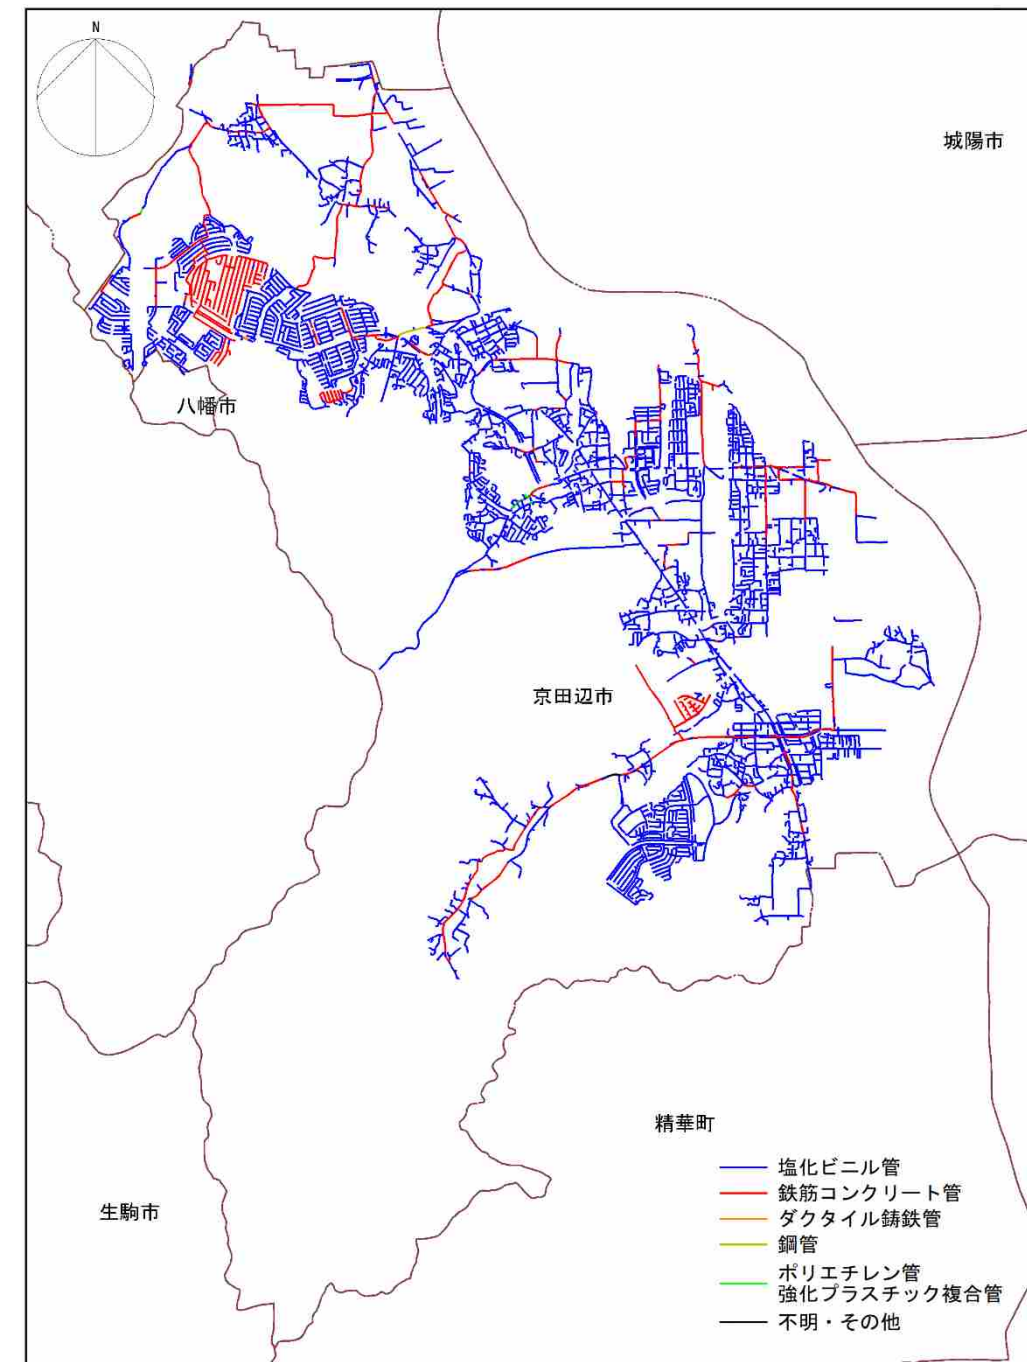 N
城陽市
八幡市
京田辺市
精華町
生駒市
塩化ビニル管
鉄筋コンクリート管
ダクタイル鋳鉄管
鋼管
ポリエチレン管
強化プラスチック複合管
不明・その他